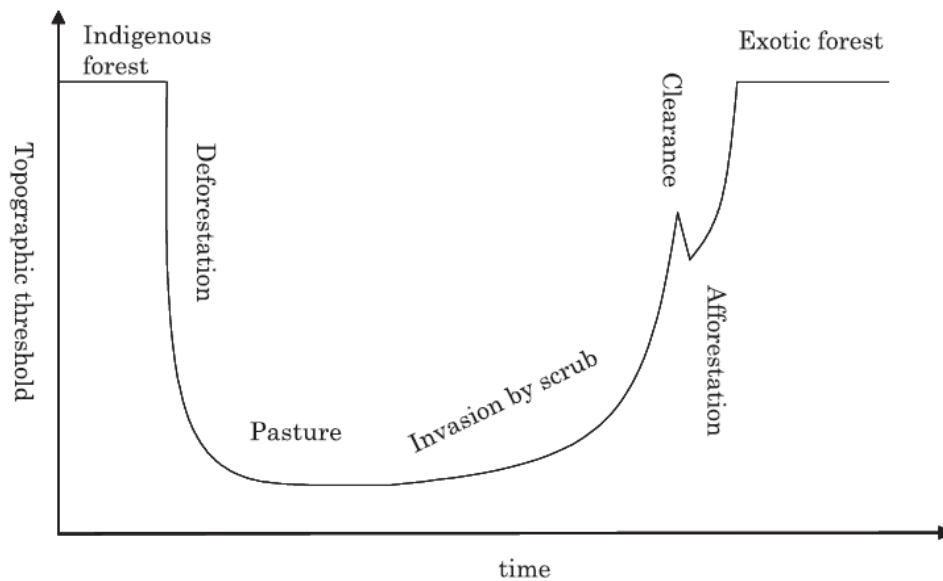 Indigenous
forest
Exotic forest
Topographic threshold
Deforestation
Pasture
Invasion by scrub
Clearance
Afforestation
time